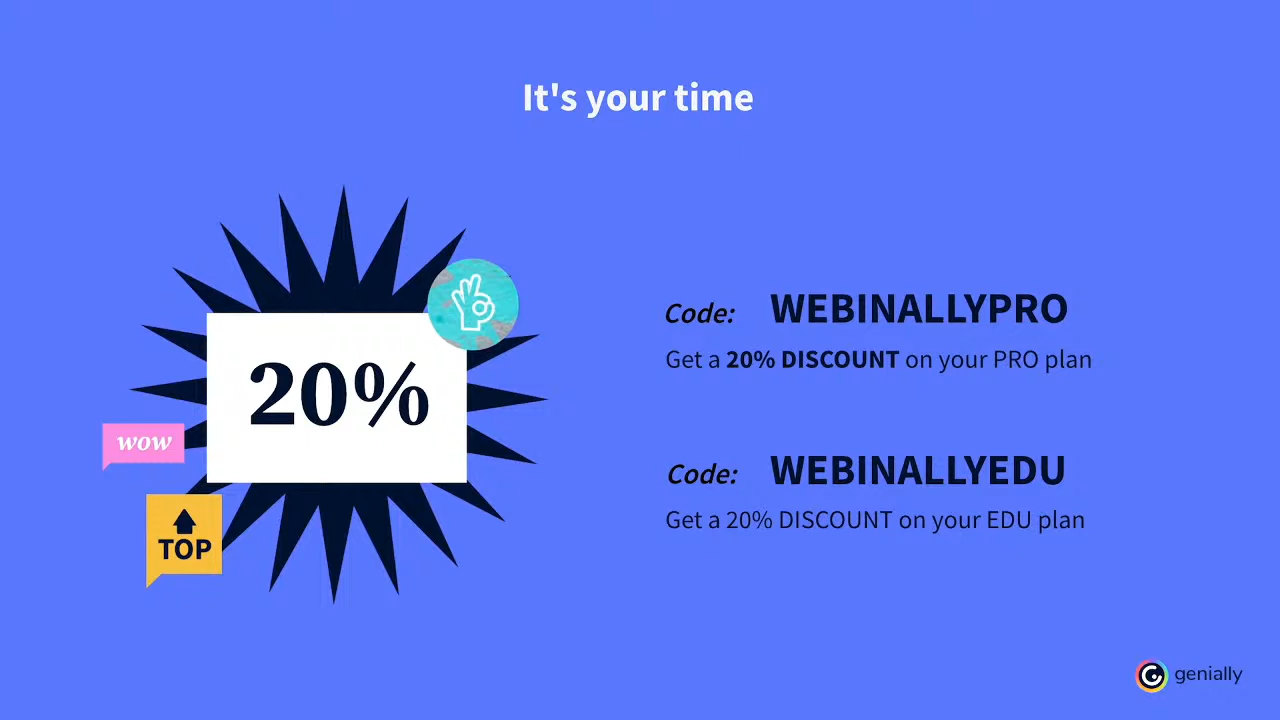 It's your time
20%
wow
TOP
Code: WEBINALLYPRO
Get a 20% DISCOUNT on your PRO plan
Code: WEBINALLYEDU
Get a 20% DISCOUNT on your EDU plan
genially